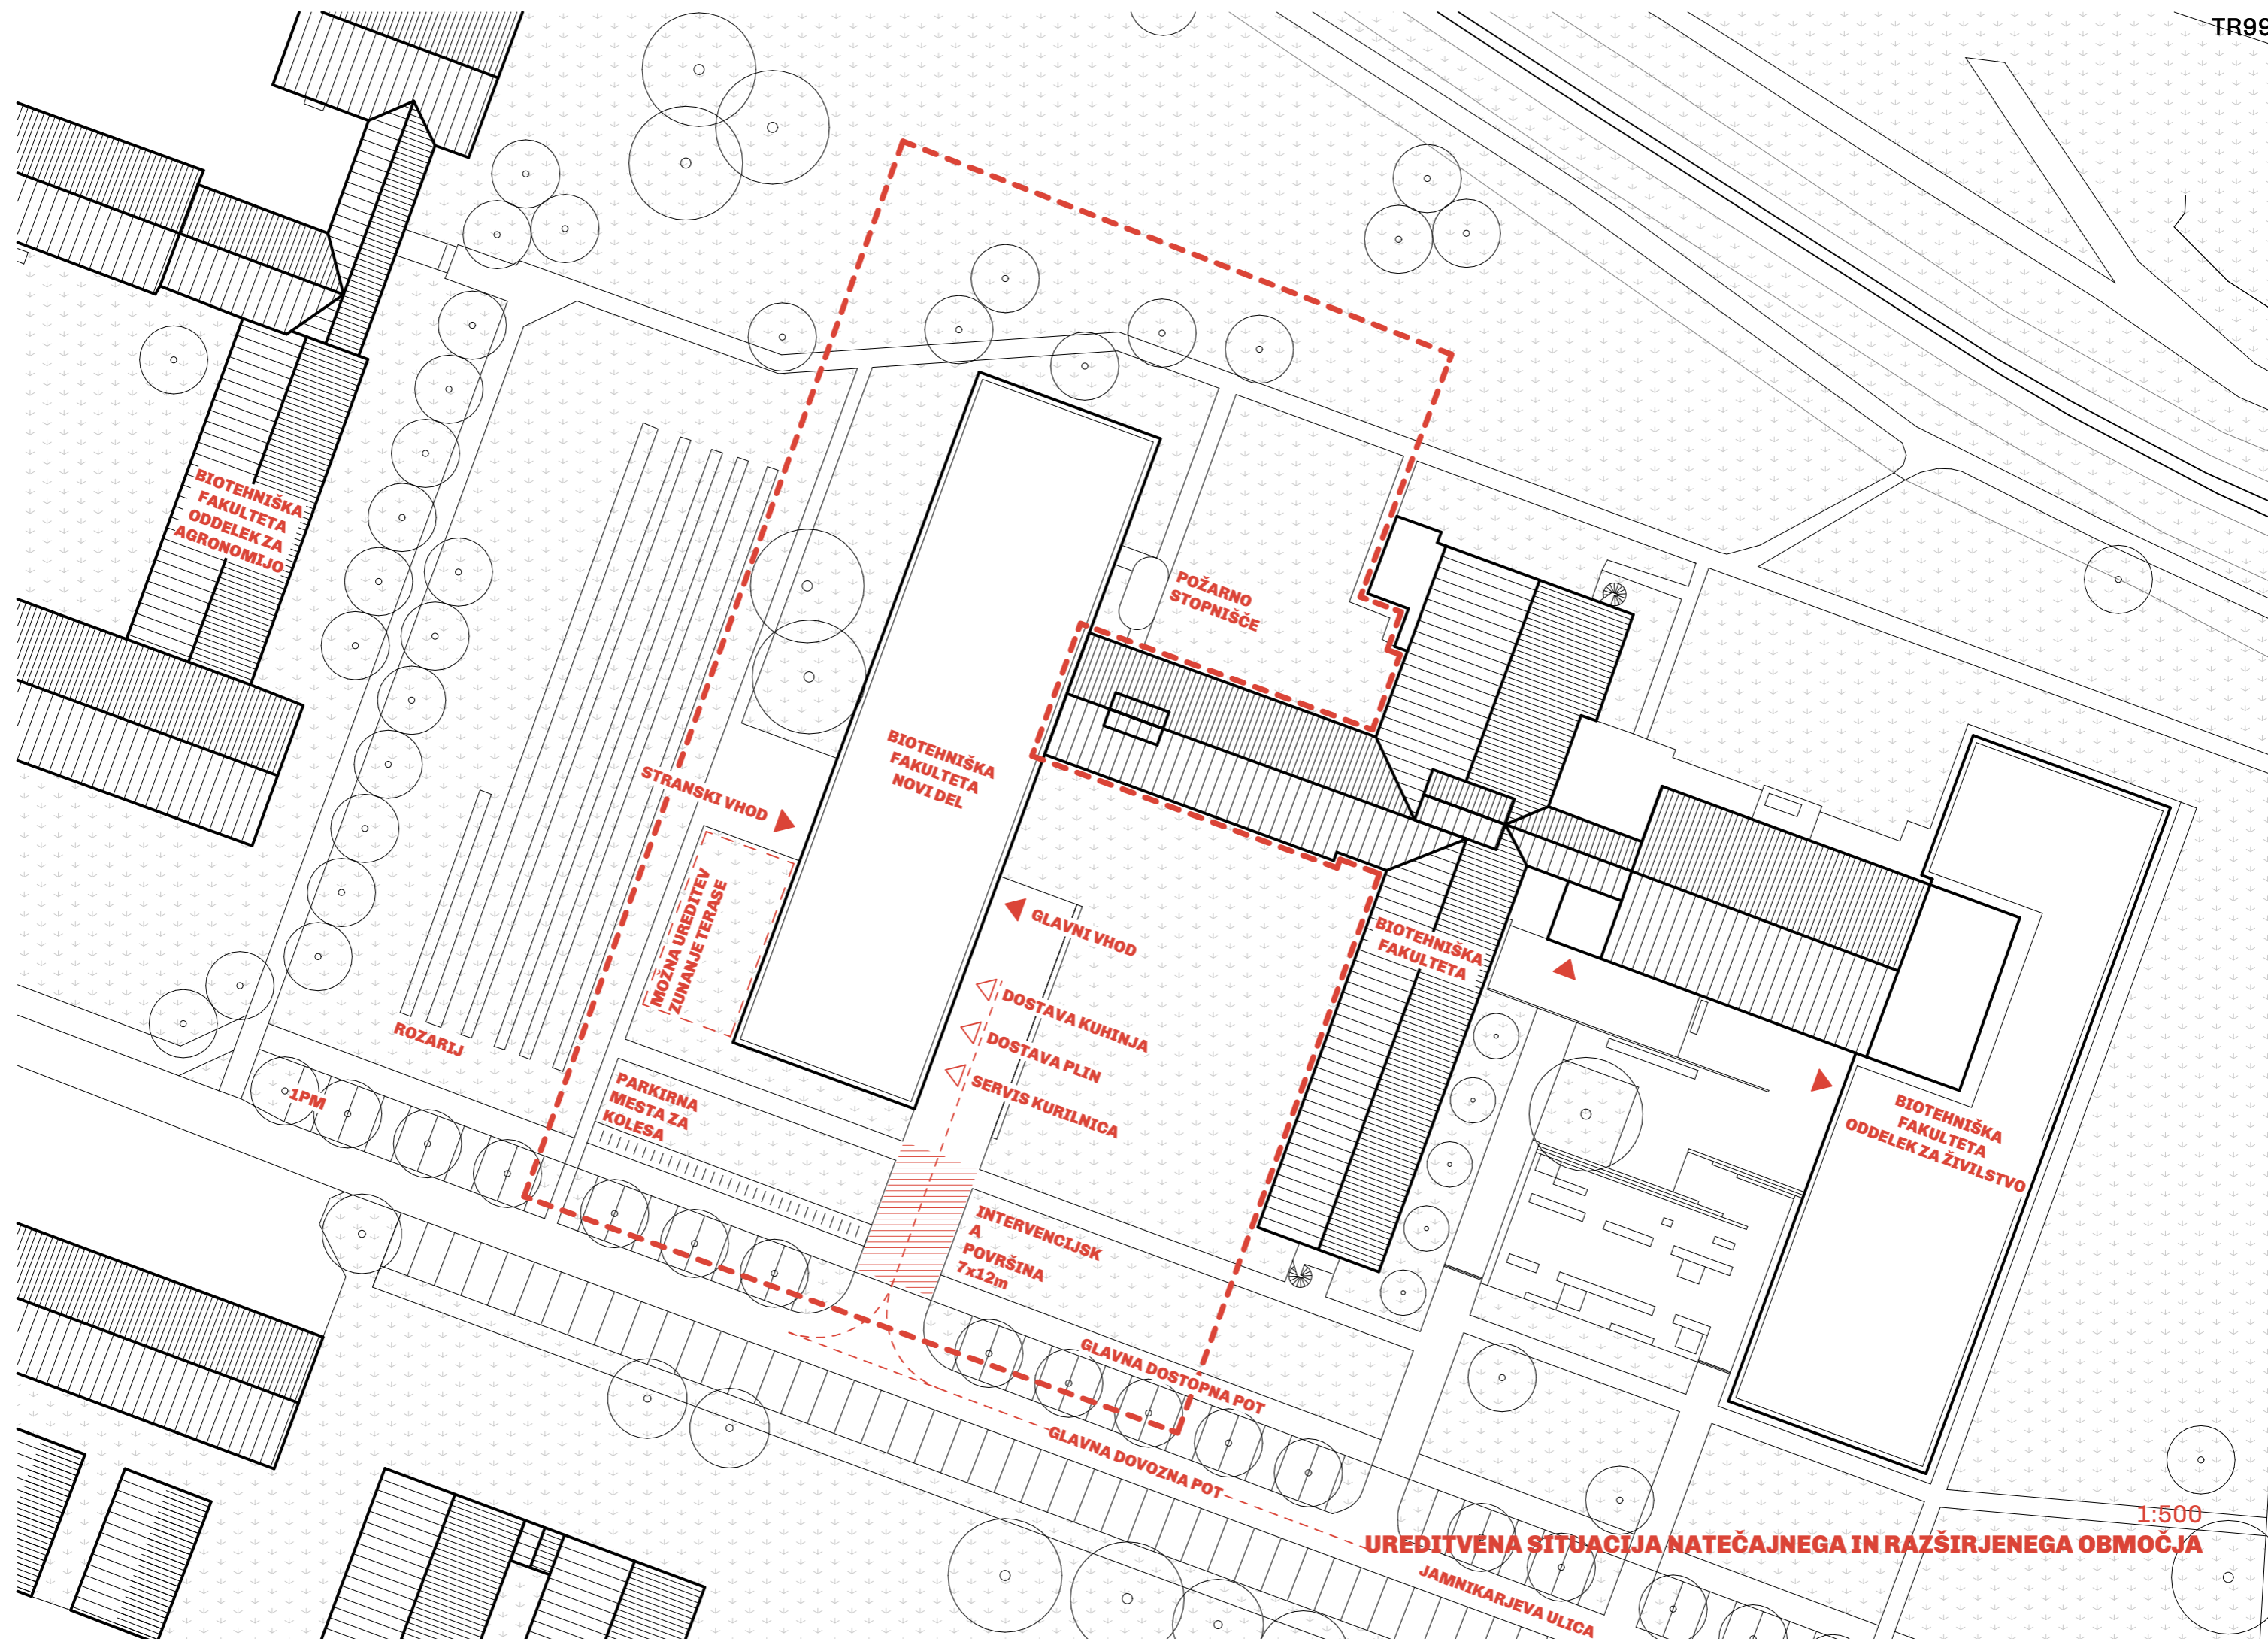 TR99
BIOTEHNIŠKA
FAKULTETA
ODDELEK ZA
AGRONOMIJO
POŽARNO
STOPNIŠČE
BIOTEHNIŠKA
FAKULTETA
NOVI DEL
STRANSKI VHOD
MOŽNA UREDITEV
ZUNANJE TERASE
GLAVNI VHOD
BIOTEHNIŠKA
FAKULTETA
DOSTAVA KUHINJA
DOSTAVA PLIN
SERVIS KURILNICA
ROZARIJ
1PM
PARKIRNA
MESTA ZA
KOLESA
BIOTEHNIŠKA
FAKULTETA
ODDELEK ZA ŽIVILSTVO
INTERVENCIJSK
A
POVRŠINA
7x12m
GLAVNA DOSTOPNA POT
GLAVNA DOVOZNA POT
1:500
UREDITVENA SITUACIJA NATEČAJNEGA IN RAZŠIRJENEGA OBMOČJA
JAMNIKARJEVA ULICA